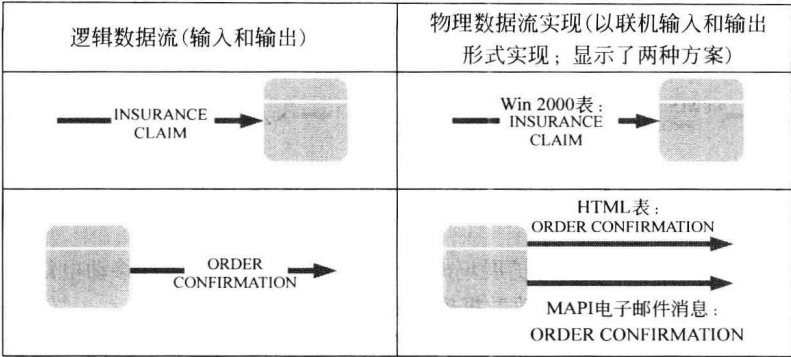 逻辑数据流(输入和输出)
物理数据流实现(以联机输入和输出
形式实现；显示了两种方案)
INSURANCE
CLAIM
Win 2000表：
INSURANCE
CLAIM
ORDER
CONFIRMATION
HTML表：
ORDER CONFIRMATION
MAPI电子邮件消息：
ORDER CONFIRMATION